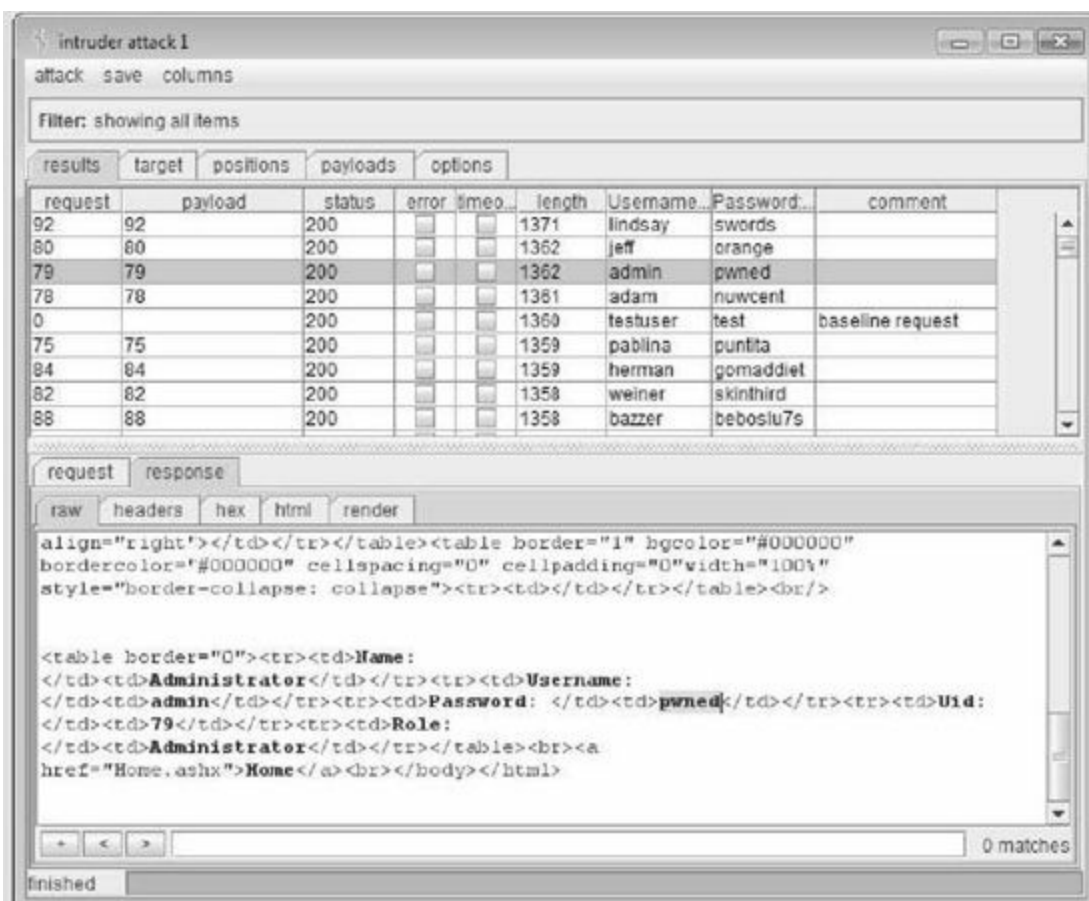 intruder attack 1
attack save columns
Filter: showing all items
results target positions payloads options
request payload status error timeo... length Username... Password:... comment
92 92 200 1371 lindsay swords
80 80 200 1362 jeff orange
79 79 200 1362 admin pwned
78 78 200 1361 adam nuwcent
0 200 1360 testuser test baseline request
75 75 200 1359 pablina puntita
84 84 200 1359 herman gomaddiet
82 82 200 1358 weiner skinthird
88 88 200 1358 bazzer beboslu7s
request response
raw headers hex html render
align="right"></td></tr></table><table border="1" bgcolor="#000000"
bordercolor="#000000" cellspacing="0" cellpadding="0"width="100%"
style="border-collapse: collapse"><tr><td></td></tr></table><br/>
<table border="0"><tr><td>Name:
</td><td>Administrator</td></tr><tr><td>Username:
</td><td>admin</td></tr><tr><td>Password: </td><td>pwned</td></tr><tr><td>Uid:
</td><td>79</td></tr><tr><td>Role:
</td><td>Administrator</td></tr></table><br><a
href="Home.ashx">Home</a><br></body></html>
+ < >
0 matches
finished